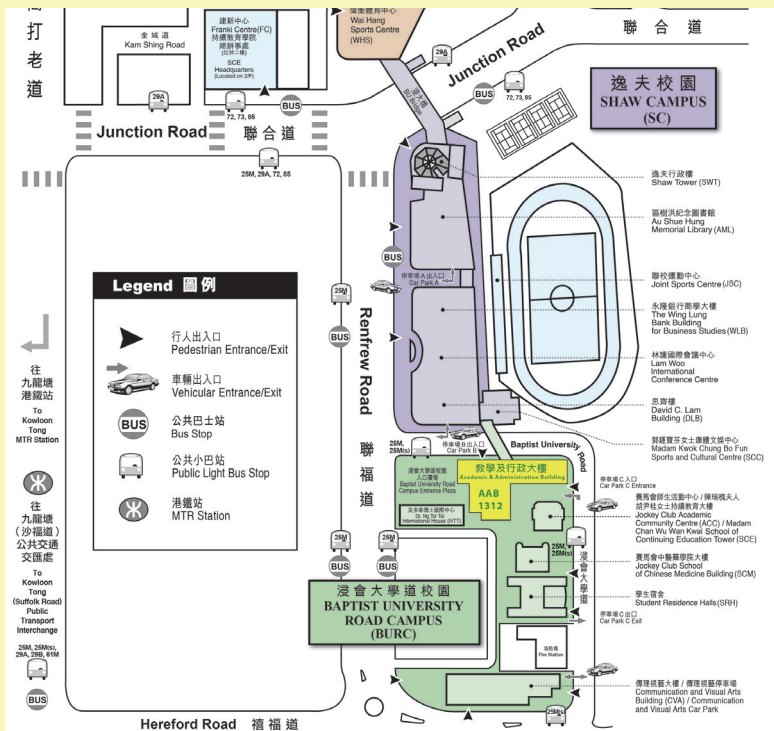 窩
打
老
道
金城道
Kam Shing Road
建新中心
Franki Centre(FC)
持續教育學院
總辦事處
(位於二樓)
SCE
Headquarters
(Located on 2/F)
偉衡體育中心
Wai Hang
Sports Centre
(WHS)
29A
Junction Road
聯合道
浸大橋
BU Bridge
BUS
72, 73, 85
逸夫校園
SHAW CAMPUS
(SC)
29A
72, 73, 85
BUS
Junction Road
聯合道
25M, 29A, 72, 85
逸夫行政樓
Shaw Tower (SWT)
區樹洪紀念圖書館
Au Shue Hung
Memorial Library (AML)
BUS
停車場A出入口
Car Park A
聯校運動中心
Joint Sports Centre (JSC)
永隆銀行商學大樓
The Wing Lung
Bank Building
for Business Studies (WLB)
林護國際會議中心
Lam Woo
International
Conference Centre
思齊樓
David C. Lam
Building (DLB)
郭鍾寶芬女士康體文娛中心
Madam Kwok Chung Bo Fun
Sports and Cultural Centre (SCC)
25M
BUS
Renfrew Road
聯福道
Legend 圖例
行人出入口
Pedestrian Entrance/Exit
車輛出入口
Vehicular Entrance/Exit
BUS
公共巴士站
Bus Stop
公共小巴站
Public Light Bus Stop
港鐵站
MTR Station
往
九龍塘
港鐵站
To
Kowloon
Tong
MTR Station
往
九龍塘
(沙福道)
公共交通
交匯處
To
Kowloon
Tong
(Suffolk Road)
Public
Transport
Interchange
25M, 25M(s),
29A, 29B, 61M
BUS
停車場B出入口
Car Park B
25M,
25M(s)
Baptist University Road
浸會大學道校園
入口廣場
Baptist University Road
Campus Entrance Plaza
教學及行政大樓
Academic & Administration Building
AAB
1312
吳多泰博士國際中心
Dr. Ng Tor Tai
International House (NTT)
停車場C入口
Car Park C Entrance
賽馬會師生活動中心 / 陳瑞槐夫人
胡尹桂女士持續教育大樓
Jockey Club Academic
Community Centre (ACC) / Madam
Chan Wu Wan Kwai School of
Continuing Education Tower (SCE)
25M,
25M(s)
浸會大學道
賽馬會中醫藥學院大樓
Jockey Club School
of Chinese Medicine Building (SCM)
學生宿舍
Student Residence Halls (SRH)
停車場C出口
Car Park C Exit
25M
BUS
25M
BUS
浸會大學道校園
BAPTIST UNIVERSITY
ROAD CAMPUS
(BURC)
消防局
Fire Station
傳理視藝大樓 / 傳理視藝停車場
Communication and Visual Arts
Building (CVA) / Communication
and Visual Arts Car Park
25M(s)
Hereford Road 禧福道